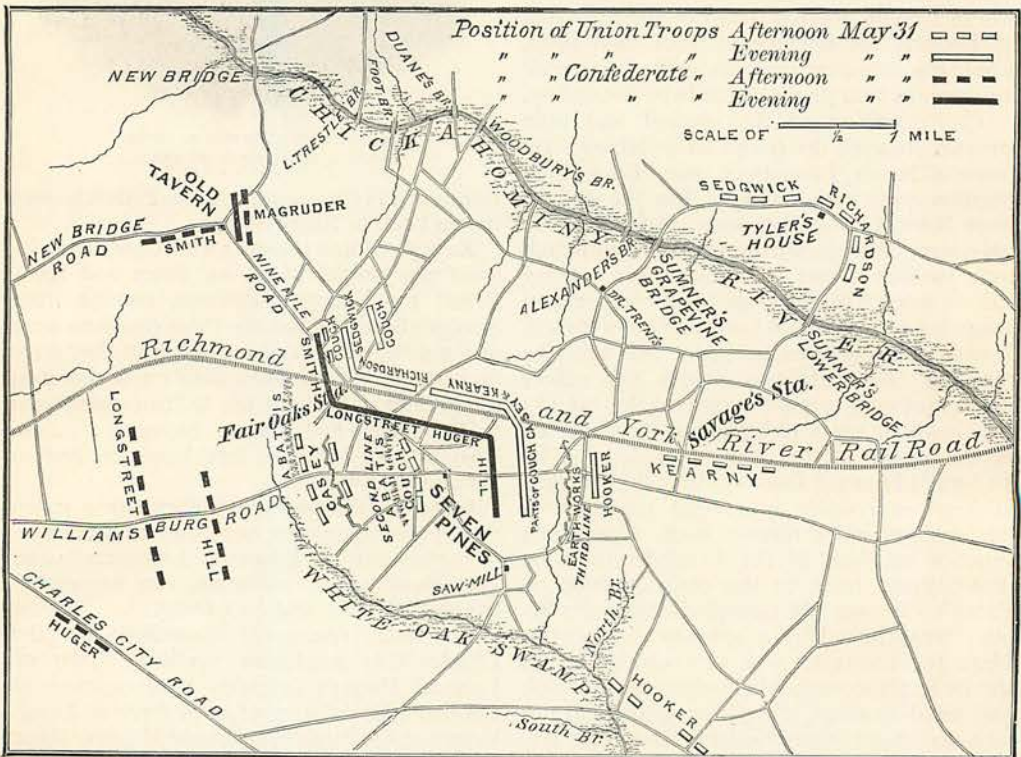 Position of Union Troops Afternoon May 31
" " " " Evening " "
" " Confederate " Afternoon " "
" " " " Evening " "
SCALE OF ½ 1 MILE
NEW BRIDGE
L. TRESTLE BR.
FOOT BR.
DUANE'S BR.
WOODBURY'S BR.
CHICKAHOMINY RIVER
OLD TAVERN
MAGRUDER
SMITH
NEW BRIDGE ROAD
NINE MILE ROAD
SEDGWICK
RICHARDSON
TYLER'S HOUSE
ALEXANDER'S BR.
DR. TRENT'S
SUMNER'S GRAPEVINE BRIDGE
SUMNER'S LOWER BRIDGE
Richmond and York River Rail Road
COUCH
SEDGWICK
COUCH
RICHARDSON
KEARNY
CASEY
PARTS OF COUCH
SMITH
LONGSTREET
HUGER
HILL
Fair Oaks Sta.
Savage's Sta.
KEARNY
LONGSTREET
HILL
ABATIS
CASEY
SECOND LINE
ABATIS
COUCH
SEVEN PINES
EARTHWORKS
THIRD LINE
HOOKER
WILLIAMSBURG ROAD
SAW-MILL
WHITE OAK SWAMP
North Br.
HOOKER
South Br.
CHARLES CITY ROAD
HUGER